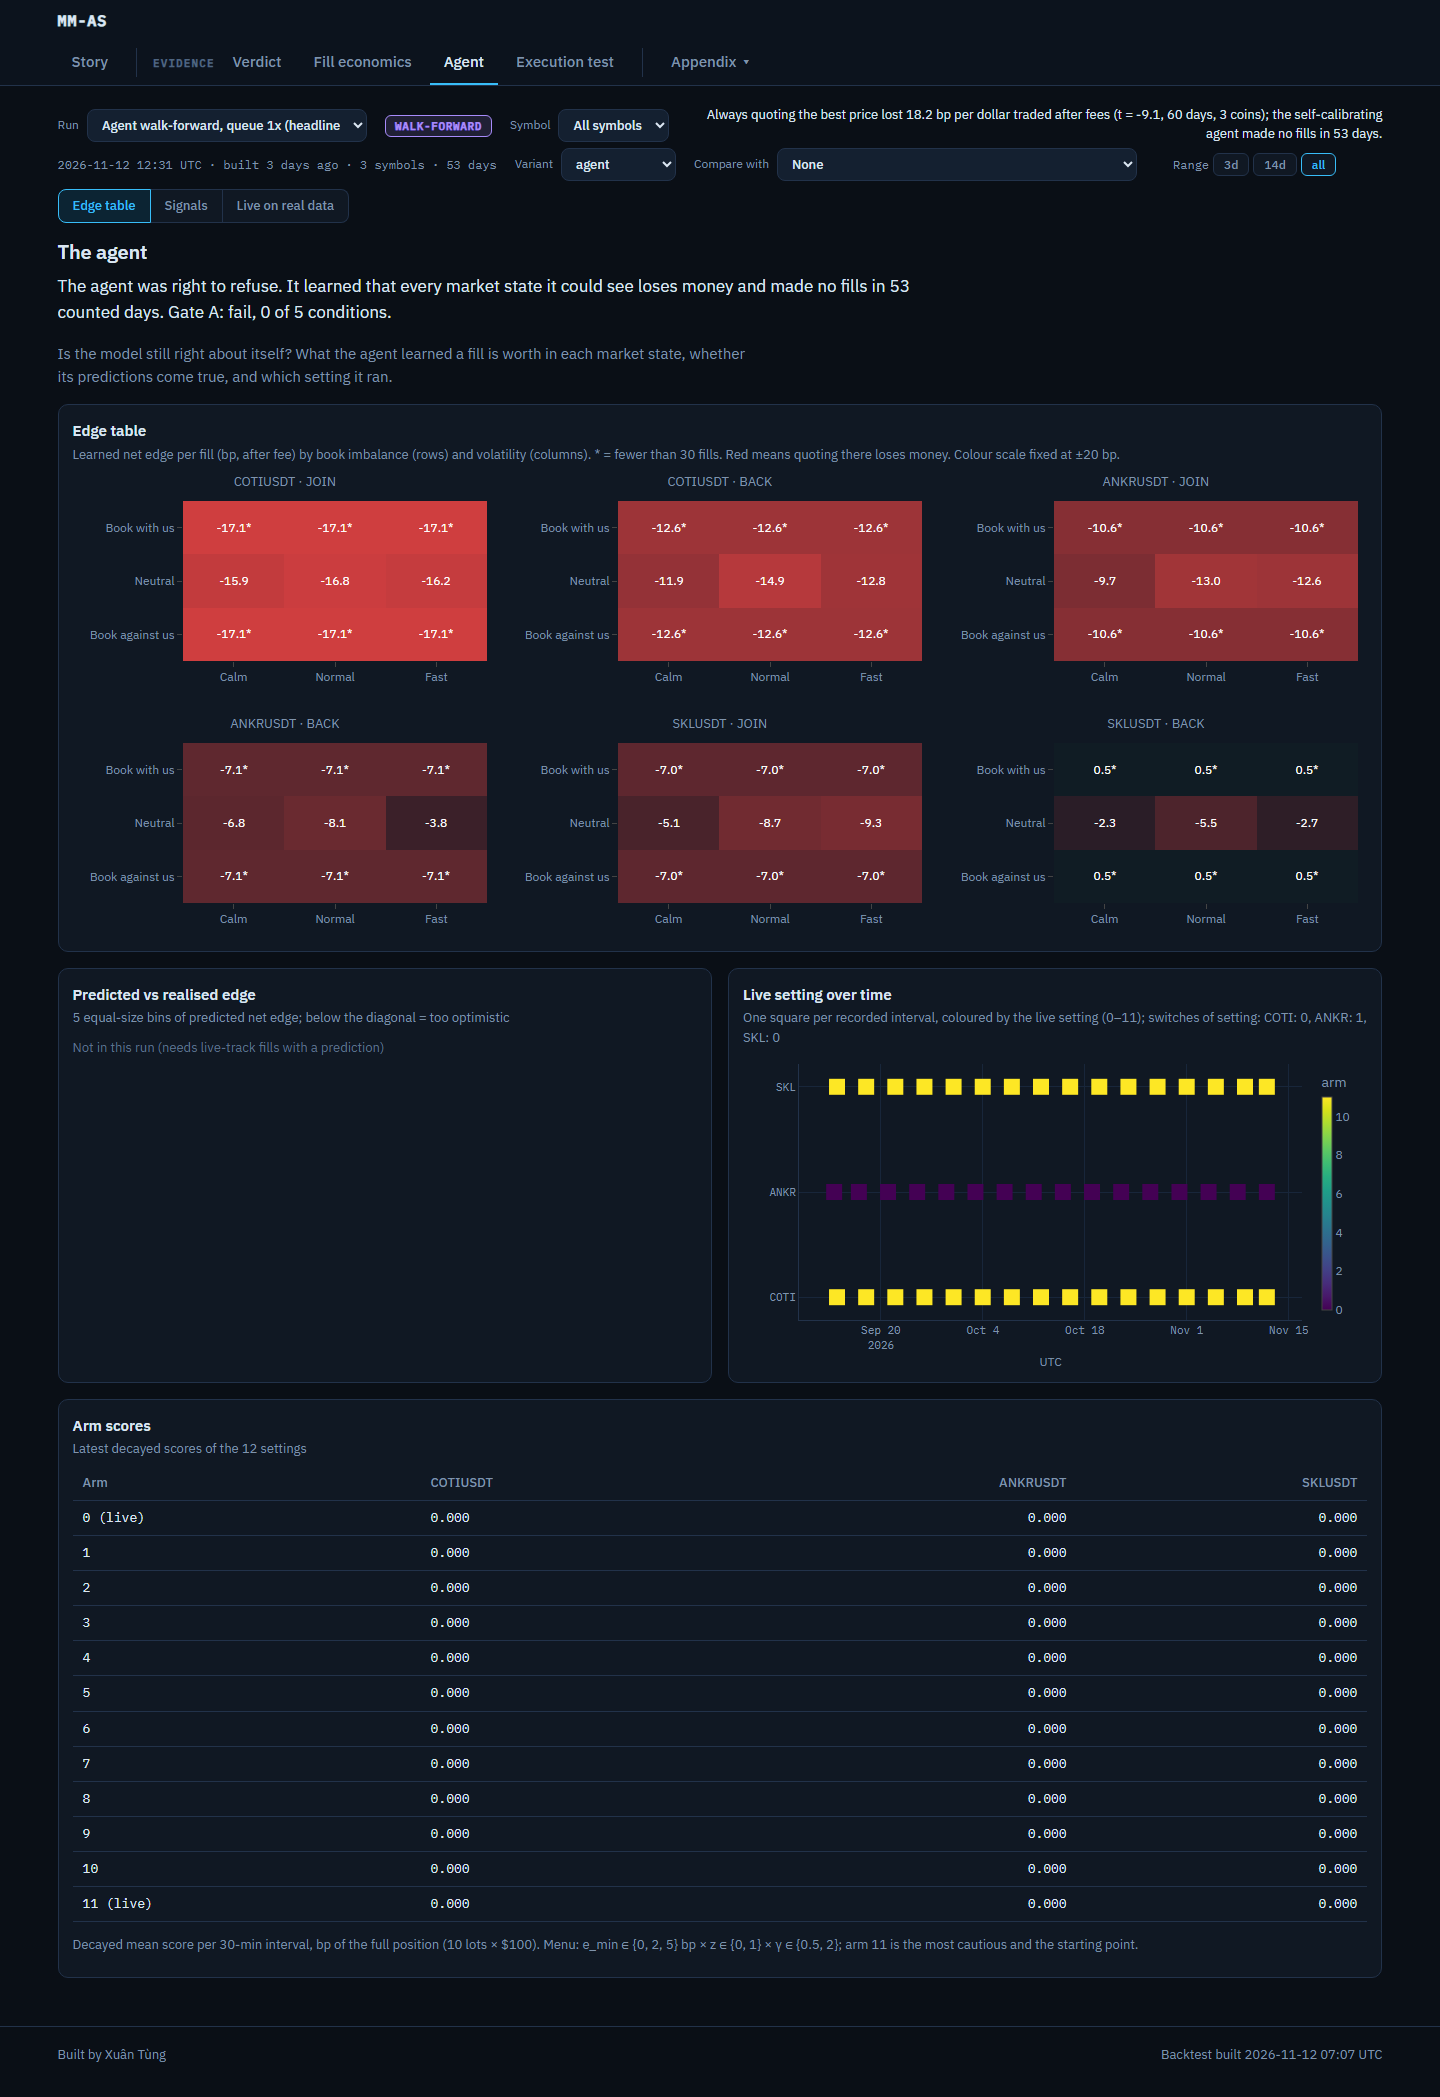 MM-AS
Story EVIDENCE Verdict Fill economics Agent Execution test Appendix ▾
Run Agent walk-forward, queue 1x (headline WALK-FORWARD Symbol All symbols
Always quoting the best price lost 18.2 bp per dollar traded after fees (t = -9.1, 60 days, 3 coins); the self-calibrating
agent made no fills in 53 days.
2026-11-12 12:31 UTC · built 3 days ago · 3 symbols · 53 days Variant agent Compare with None Range 3d 14d all
Edge table Signals Live on real data
The agent
The agent was right to refuse. It learned that every market state it could see loses money and made no fills in 53
counted days. Gate A: fail, 0 of 5 conditions.
Is the model still right about itself? What the agent learned a fill is worth in each market state, whether
its predictions come true, and which setting it ran.
Edge table
Learned net edge per fill (bp, after fee) by book imbalance (rows) and volatility (columns). * = fewer than 30 fills. Red means quoting there loses money. Colour scale fixed at ±20 bp.
COTIUSDT · JOIN COTIUSDT · BACK ANKRUSDT · JOIN
Book with us -17.1* -17.1* -17.1* Book with us -12.6* -12.6* -12.6* Book with us -10.6* -10.6* -10.6*
Neutral -15.9 -16.8 -16.2 Neutral -11.9 -14.9 -12.8 Neutral -9.7 -13.0 -12.6
Book against us -17.1* -17.1* -17.1* Book against us -12.6* -12.6* -12.6* Book against us -10.6* -10.6* -10.6*
Calm Normal Fast Calm Normal Fast Calm Normal Fast
ANKRUSDT · BACK SKLUSDT · JOIN SKLUSDT · BACK
Book with us -7.1* -7.1* -7.1* Book with us -7.0* -7.0* -7.0* Book with us 0.5* 0.5* 0.5*
Neutral -6.8 -8.1 -3.8 Neutral -5.1 -8.7 -9.3 Neutral -2.3 -5.5 -2.7
Book against us -7.1* -7.1* -7.1* Book against us -7.0* -7.0* -7.0* Book against us 0.5* 0.5* 0.5*
Calm Normal Fast Calm Normal Fast Calm Normal Fast
Predicted vs realised edge
5 equal-size bins of predicted net edge; below the diagonal = too optimistic
Not in this run (needs live-track fills with a prediction)
Live setting over time
One square per recorded interval, coloured by the live setting (0–11); switches of setting: COTI: 0, ANKR: 1,
SKL: 0
SKL
ANKR
COTI
Sep 20 Oct 4 Oct 18 Nov 1 Nov 15
2026
UTC
arm
10
8
6
4
2
0
Arm scores
Latest decayed scores of the 12 settings
Arm COTIUSDT ANKRUSDT SKLUSDT
0 (live) 0.000 0.000 0.000
1 0.000 0.000 0.000
2 0.000 0.000 0.000
3 0.000 0.000 0.000
4 0.000 0.000 0.000
5 0.000 0.000 0.000
6 0.000 0.000 0.000
7 0.000 0.000 0.000
8 0.000 0.000 0.000
9 0.000 0.000 0.000
10 0.000 0.000 0.000
11 (live) 0.000 0.000 0.000
Decayed mean score per 30-min interval, bp of the full position (10 lots × $100). Menu: e_min ∈ {0, 2, 5} bp × z ∈ {0, 1} × γ ∈ {0.5, 2}; arm 11 is the most cautious and the starting point.
Built by Xuân Tùng
Backtest built 2026-11-12 07:07 UTC